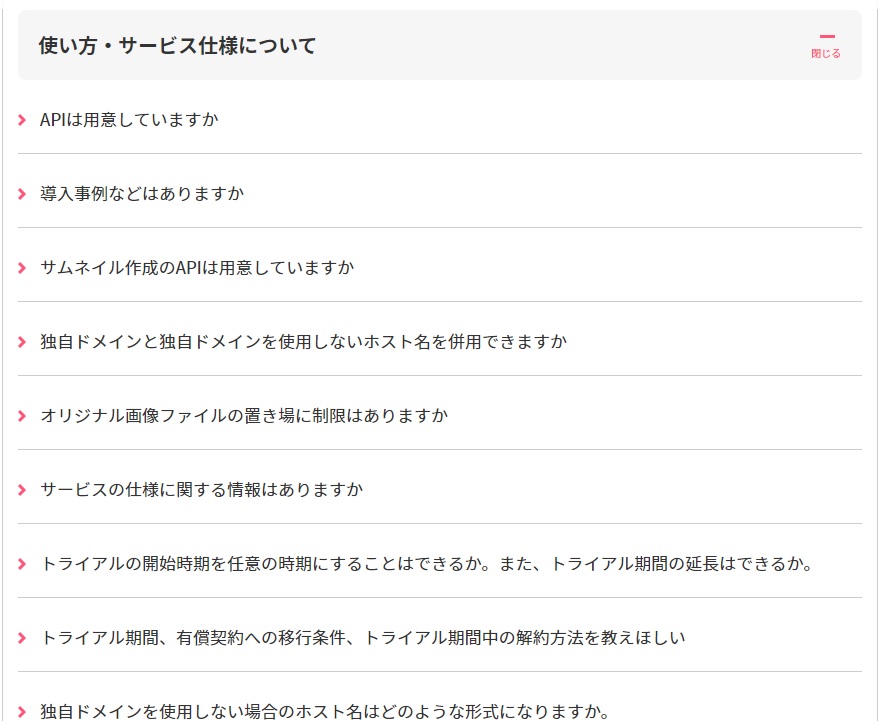 使い方・サービス仕様について
閉じる
APIは用意していますか
導入事例などはありますか
サムネイル作成のAPIは用意していますか
独自ドメインと独自ドメインを使用しないホスト名を併用できますか
オリジナル画像ファイルの置き場に制限はありますか
サービスの仕様に関する情報はありますか
トライアルの開始時期を任意の時期にすることはできるか。また、トライアル期間の延長はできるか。
トライアル期間、有償契約への移行条件、トライアル期間中の解約方法を教えほしい
独自ドメインを使用しない場合のホスト名はどのような形式になりますか。